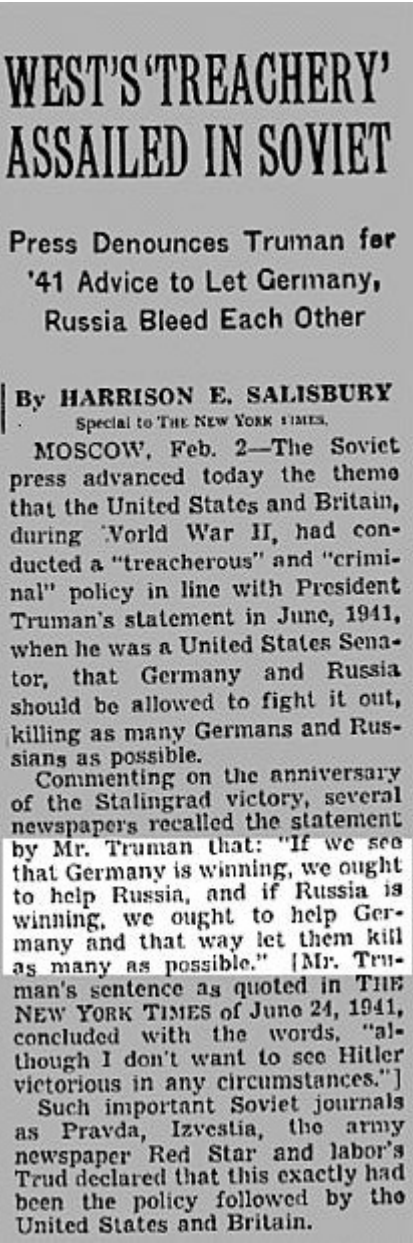 WEST'S 'TREACHERY'
ASSAILED IN SOVIET
Press Denounces Truman for
'41 Advice to Let Germany,
Russia Bleed Each Other
By HARRISON E. SALISBURY
Special to THE NEW YORK TIMES.
MOSCOW, Feb. 2—The Soviet
press advanced today the theme
that the United States and Britain,
during World War II, had con-
ducted a "treacherous" and "crimi-
nal" policy in line with President
Truman's statement in June, 1941,
when he was a United States Sena-
tor, that Germany and Russia
should be allowed to fight it out,
killing as many Germans and Rus-
sians as possible.
Commenting on the anniversary
of the Stalingrad victory, several
newspapers recalled the statement
by Mr. Truman that: "If we see
that Germany is winning, we ought
to help Russia, and if Russia is
winning, we ought to help Ger-
many and that way let them kill
as many as possible." [Mr. Tru-
man's sentence as quoted in THE
NEW YORK TIMES of June 24, 1941,
concluded with the words, "al-
though I don't want to see Hitler
victorious in any circumstances."]
Such important Soviet journals
as Pravda, Izvestia, the army
newspaper Red Star and labor's
Trud declared that this exactly had
been the policy followed by the
United States and Britain.